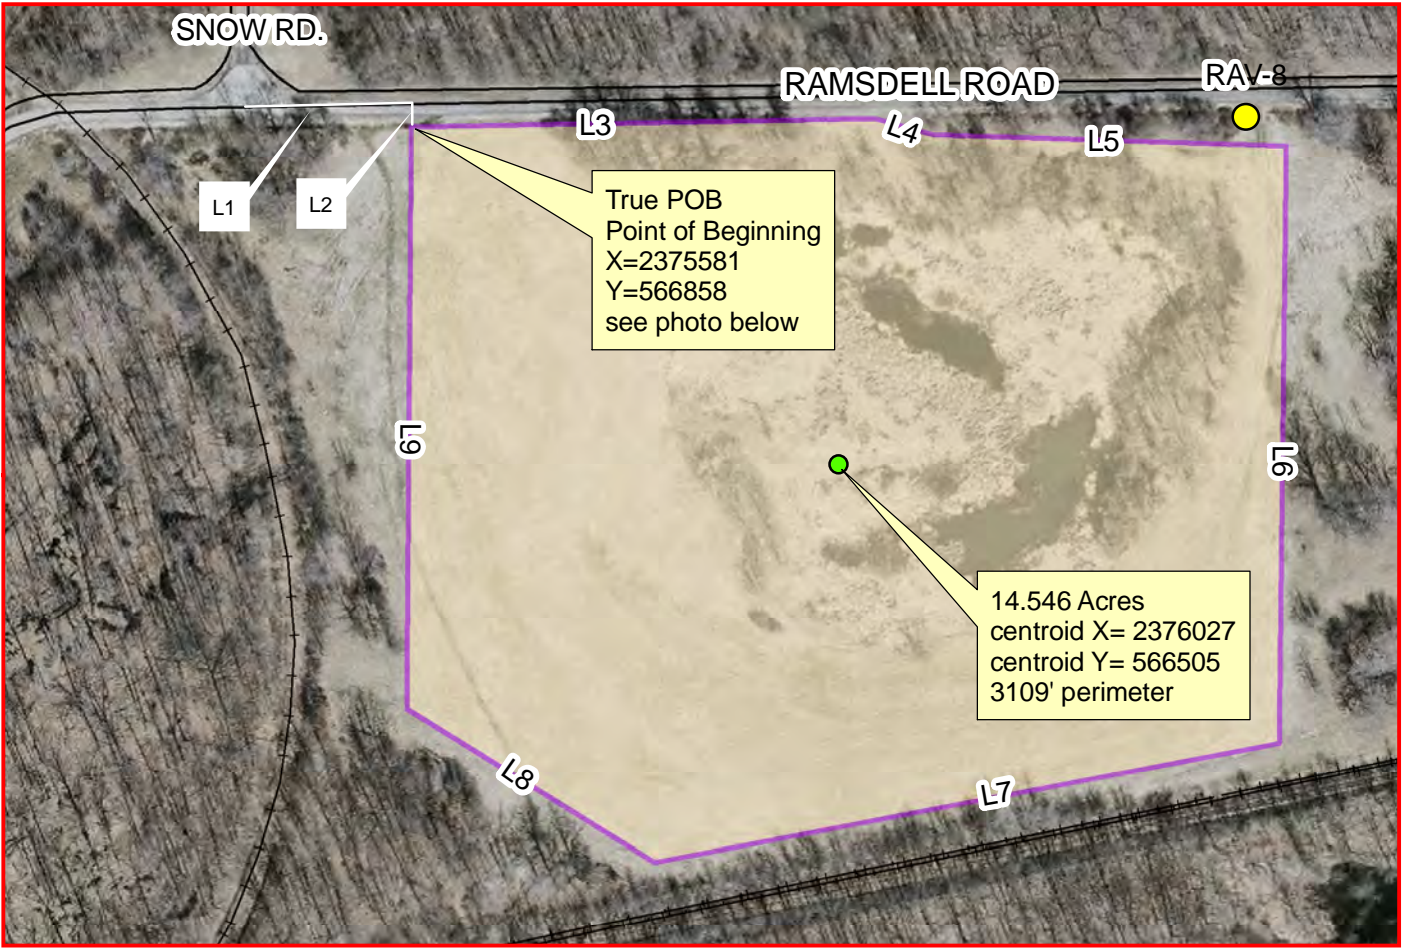 SNOW RD.
RAMSDELL ROAD
RAV-8
L3
L4
L5
L1
L2
True POB
Point of Beginning
X=2375581
Y=566858
see photo below
L9
L6
14.546 Acres
centroid X= 2376027
centroid Y= 566505
3109' perimeter
L8
L7